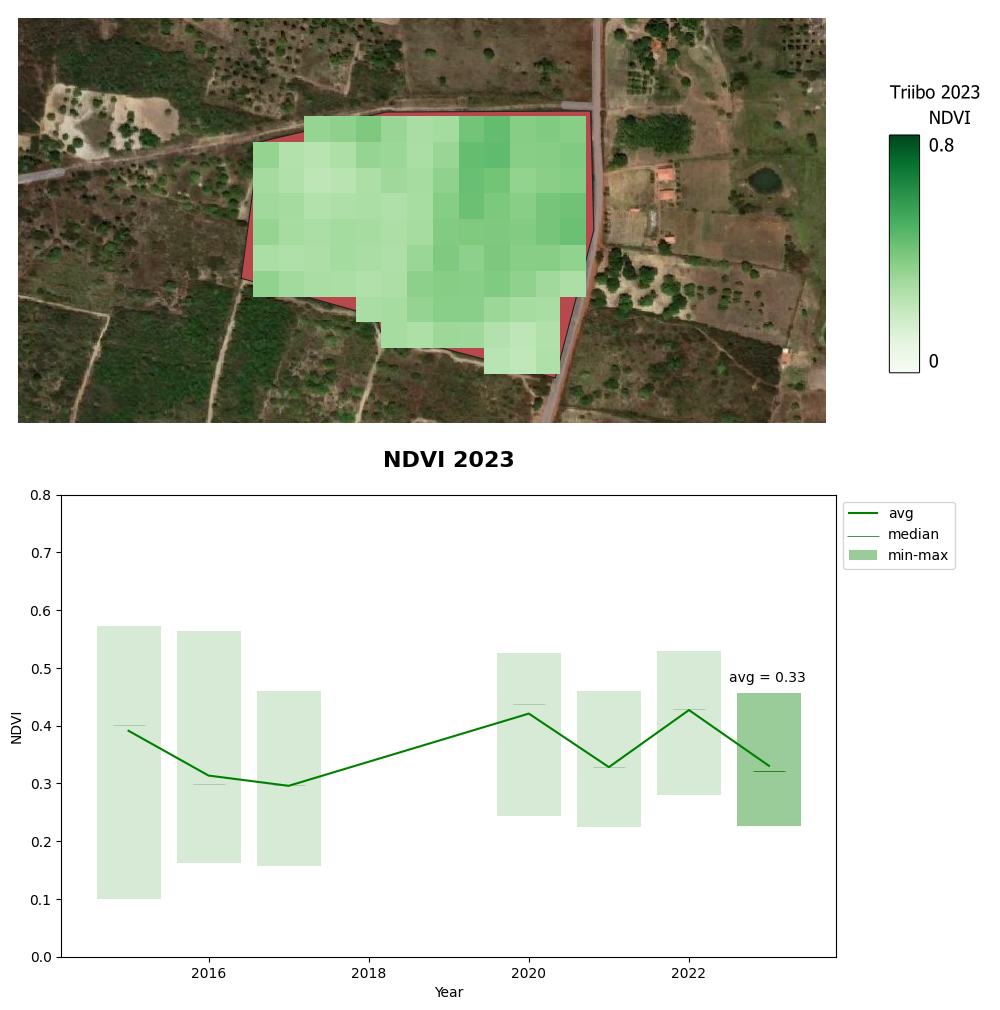 Triibo 2023
NDVI
0.8
0
NDVI 2023
0.8
0.7
0.6
0.5
0.4
0.3
0.2
0.1
0.0
NDVI
avg = 0.33
avg
median
min-max
2016
2018
2020
2022
Year